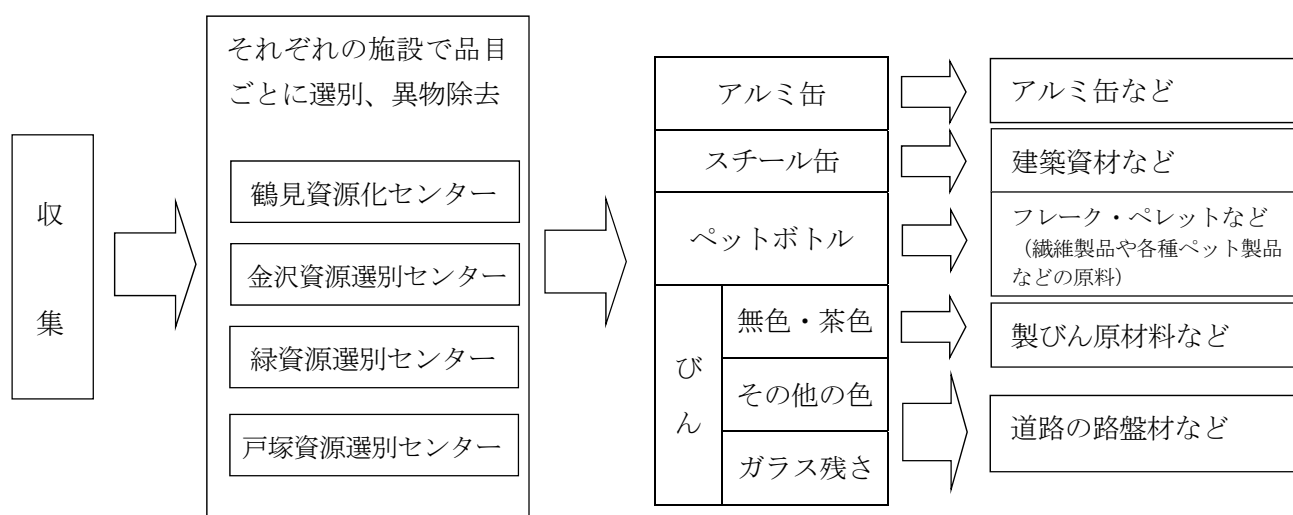 収
集
それぞれの施設で品目
ごとに選別、異物除去
鶴見資源化センター
金沢資源選別センター
緑資源選別センター
戸塚資源選別センター
アルミ缶
スチール缶
ペットボトル
びん
無色・茶色
その他の色
ガラス残さ
アルミ缶など
建築資材など
フレーク・ペレットなど
（繊維製品や各種ペット製品
などの原料）
製びん原材料など
道路の路盤材など